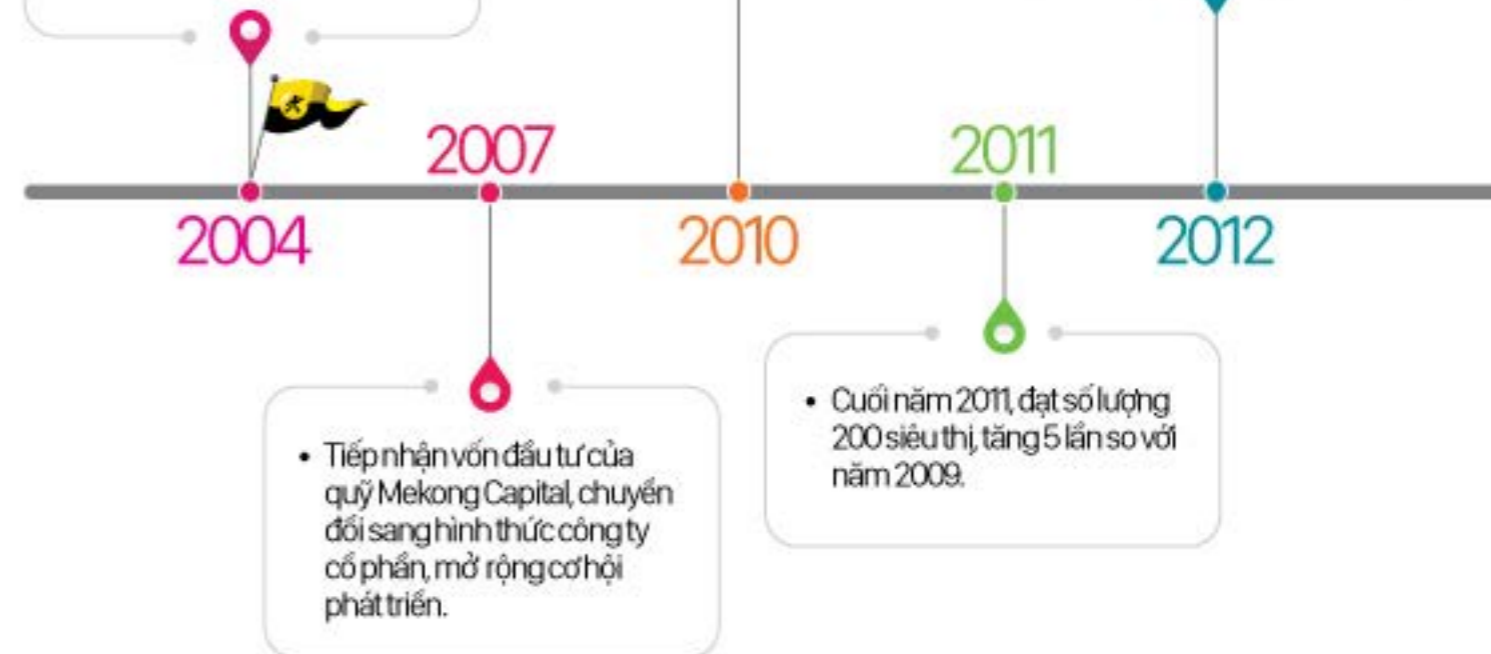 2007
2011
2004
2010
2012
• Tiếp nhận vốn đầu tư của
quỹ Mekong Capital, chuyển
đổi sang hình thức công ty
cổ phần, mở rộng cơ hội
phát triển.
• Cuối năm 2011, đạt số lượng
200 siêu thị, tăng 5 lần so với
năm 2009.